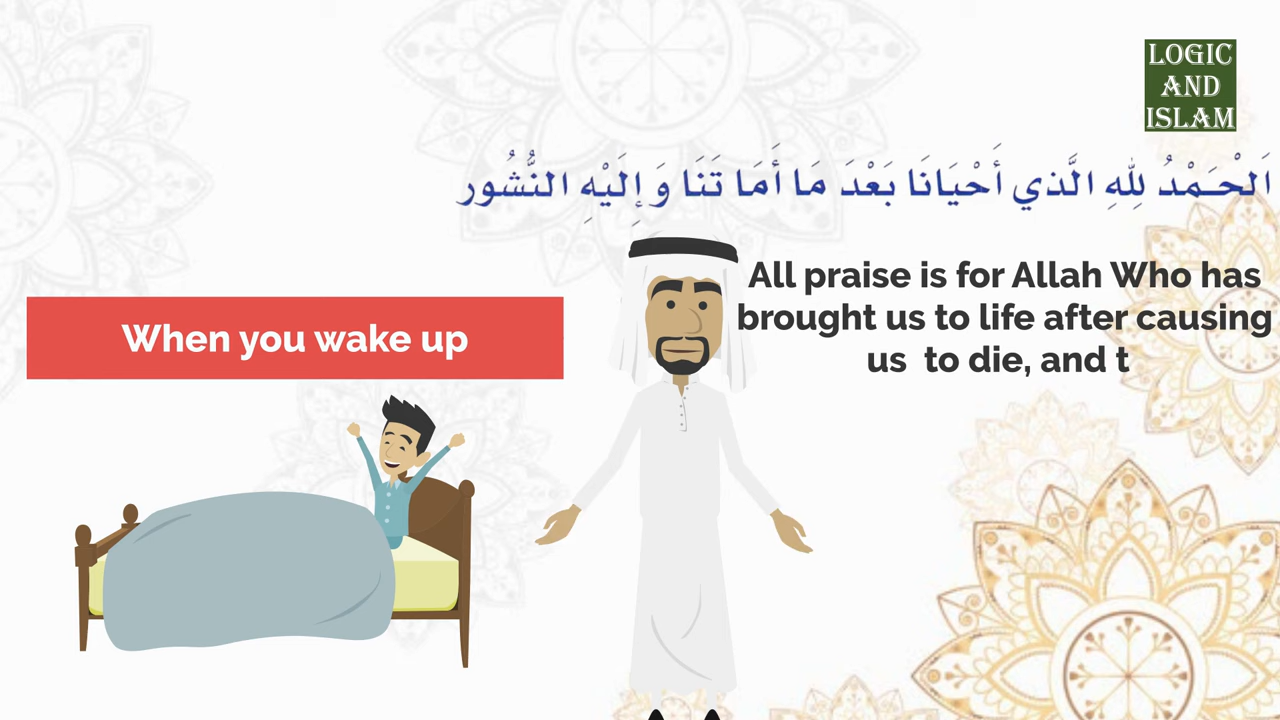 LOGIC
AND
ISLAM
اَلْحَمْدُ لِلّٰهِ الَّذي أَحْيَانَا بَعْدَ مَا أَمَا تَنَا وَ إِلَيْهِ النُّشُور
All praise is for Allah Who has
brought us to life after causing
us to die, and t
When you wake up